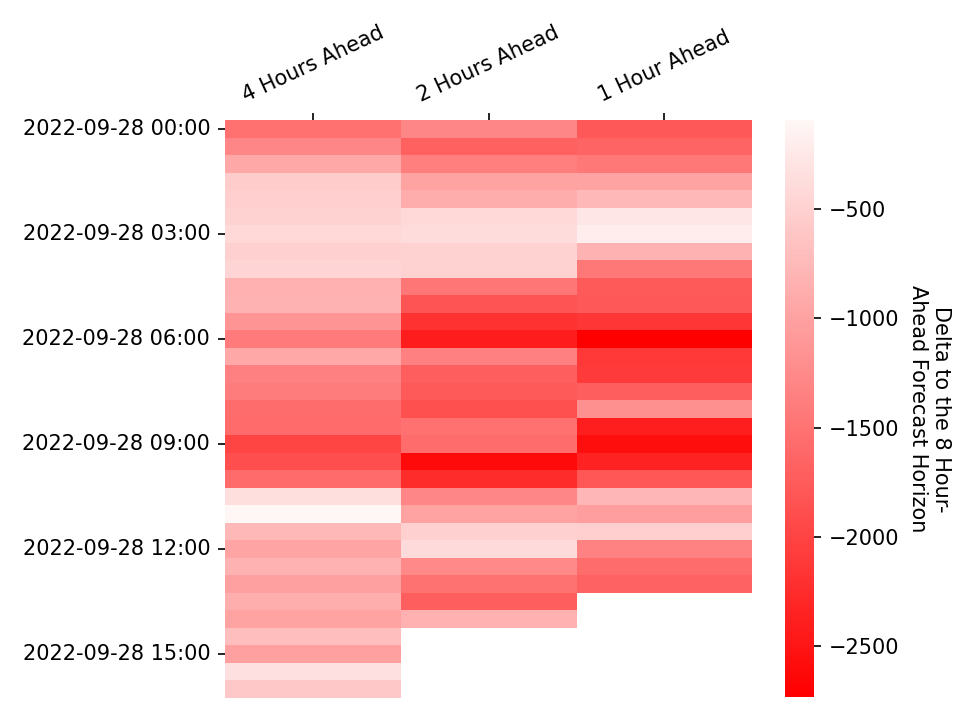 4 Hours Ahead
2 Hours Ahead
1 Hour Ahead
2022-09-28 00:00
2022-09-28 03:00
2022-09-28 06:00
2022-09-28 09:00
2022-09-28 12:00
2022-09-28 15:00
−500
−1000
−1500
−2000
−2500
Delta to the 8 Hour-
Ahead Forecast Horizon